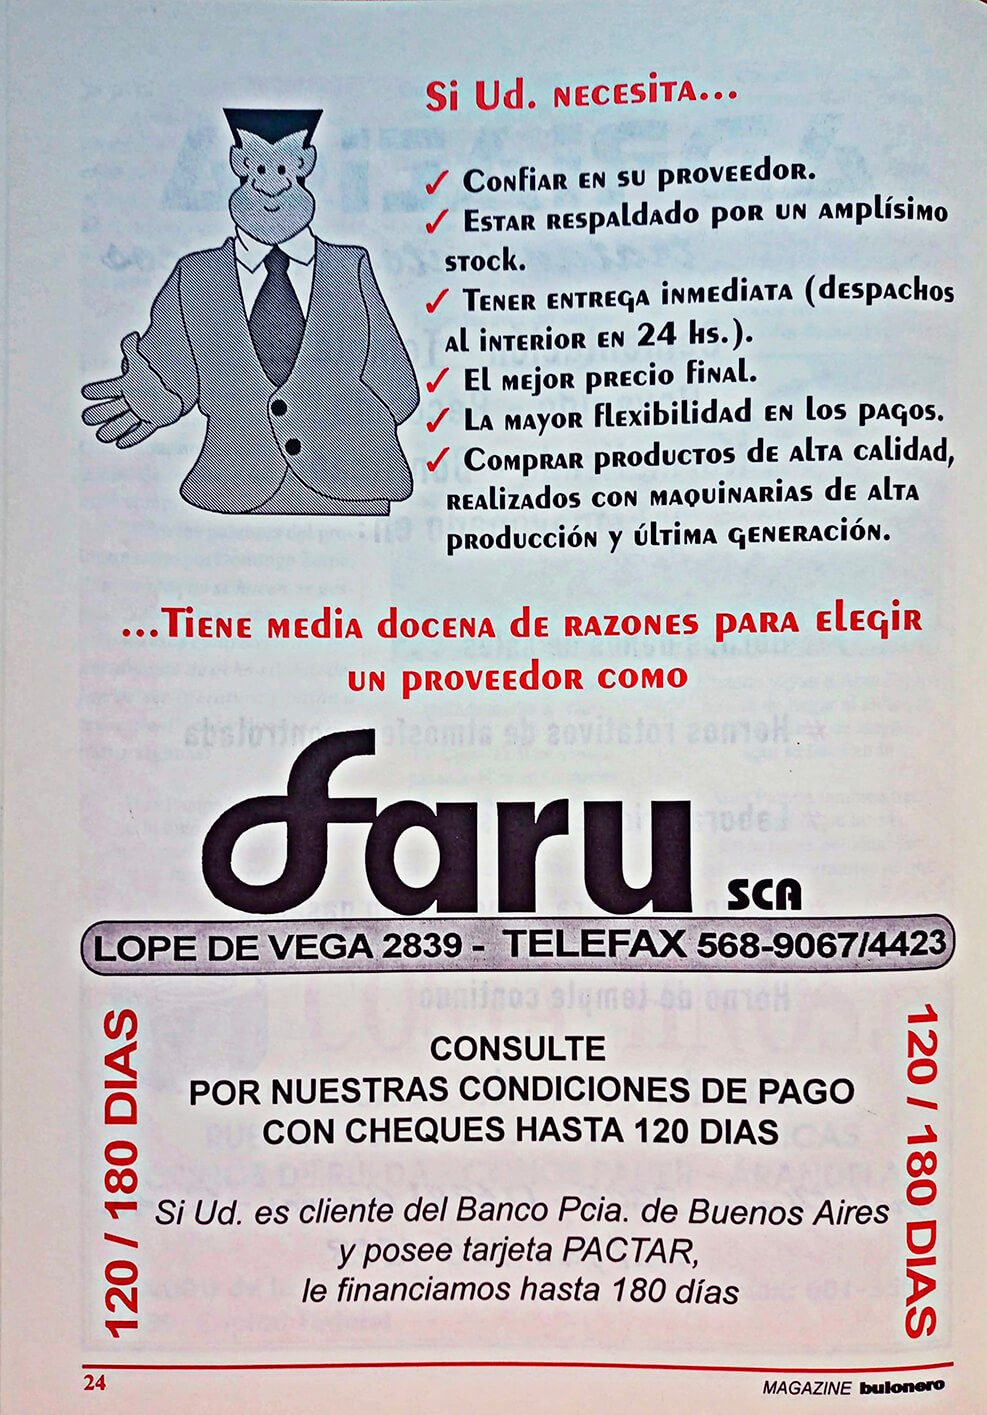 Si Ud. NECESITA...
✓ CONFIAR EN SU PROVEEDOR.
✓ ESTAR RESPALDADO POR UN AMPLÍSIMO
STOCK.
✓ TENER ENTREGA INMEDIATA (DESPACHOS
AL INTERIOR EN 24 HS.).
✓ EL MEJOR PRECIO FINAL.
✓ LA MAYOR FLEXIBILIDAD EN LOS PAGOS.
✓ COMPRAR PRODUCTOS DE ALTA CALIDAD,
REALIZADOS CON MAQUINARIAS DE ALTA
PRODUCCIÓN Y ÚLTIMA GENERACIÓN.
...TIENE MEDIA DOCENA DE RAZONES PARA ELEGIR
UN PROVEEDOR COMO
faru SCA
LOPE DE VEGA 2839 - TELEFAX 568-9067/4423
120 / 180 DIAS
CONSULTE
POR NUESTRAS CONDICIONES DE PAGO
CON CHEQUES HASTA 120 DIAS
Si Ud. es cliente del Banco Pcia. de Buenos Aires
y posee tarjeta PACTAR,
le financiamos hasta 180 días
120 / 180 DIAS
24
MAGAZINE bulonero